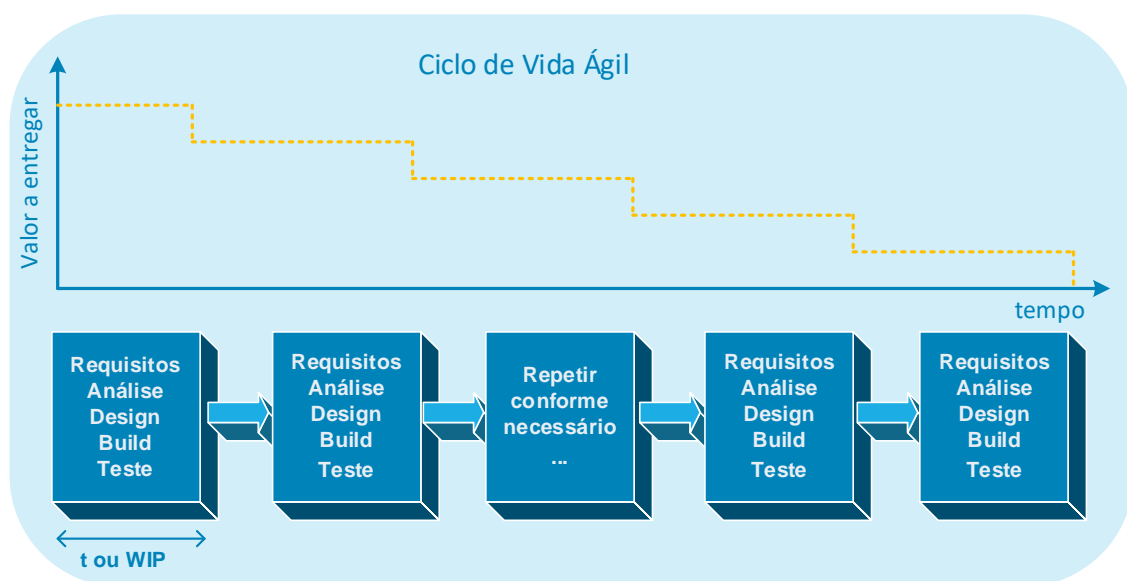 Ciclo de Vida Ágil
Valor a entregar
tempo
Requisitos
Análise
Design
Build
Teste
Requisitos
Análise
Design
Build
Teste
Repetir
conforme
necessário
...
Requisitos
Análise
Design
Build
Teste
Requisitos
Análise
Design
Build
Teste
t ou WIP